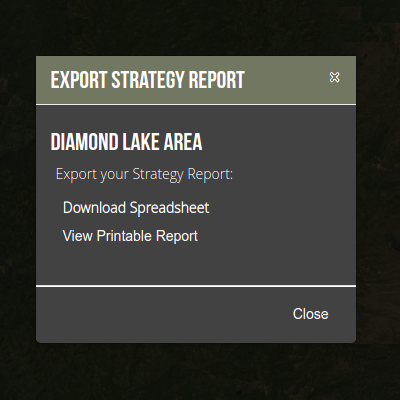 EXPORT STRATEGY REPORT
DIAMOND LAKE AREA
Export your Strategy Report:
Download Spreadsheet
View Printable Report
Close